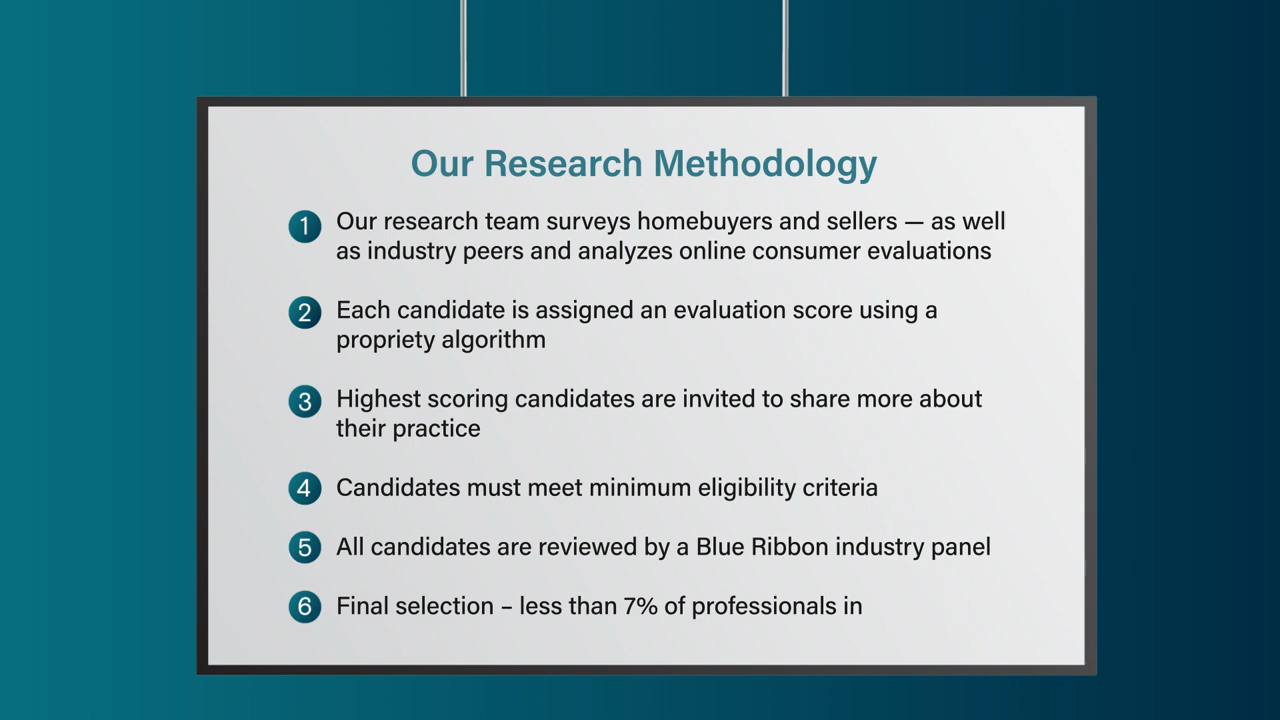 Our Research Methodology
1 Our research team surveys homebuyers and sellers — as well
as industry peers and analyzes online consumer evaluations
2 Each candidate is assigned an evaluation score using a
propriety algorithm
3 Highest scoring candidates are invited to share more about
their practice
4 Candidates must meet minimum eligibility criteria
5 All candidates are reviewed by a Blue Ribbon industry panel
6 Final selection – less than 7% of professionals in